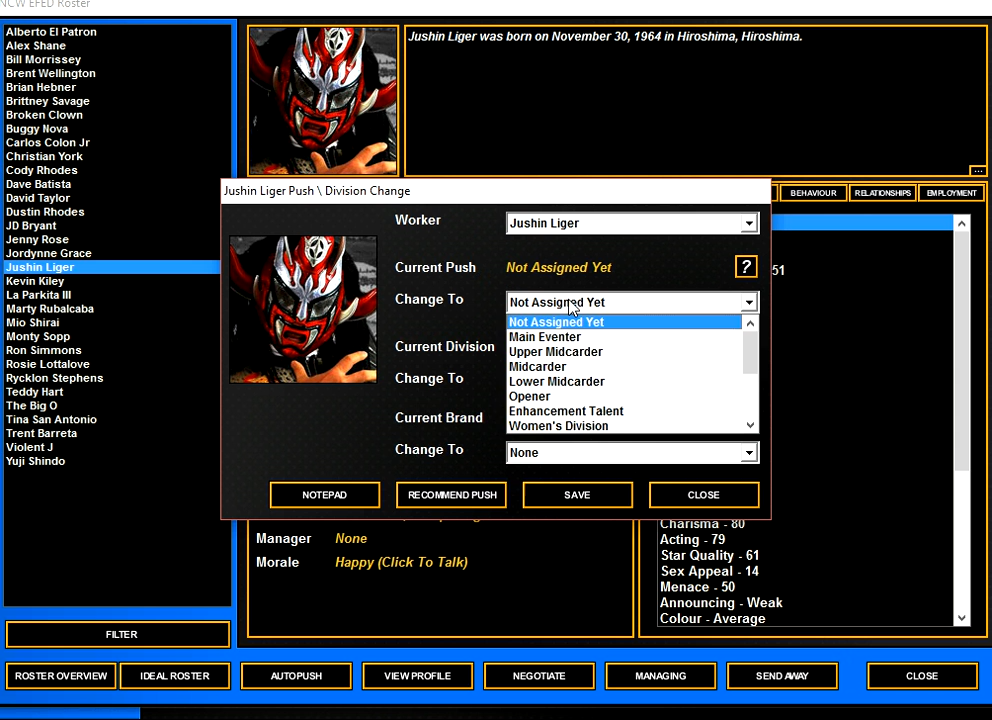 NCW EFED Roster
Alberto El Patron
Alex Shane
Bill Morrissey
Brent Wellington
Brian Hebner
Brittney Savage
Broken Clown
Buggy Nova
Carlos Colon Jr
Christian York
Cody Rhodes
Dave Batista
David Taylor
Dustin Rhodes
JD Bryant
Jenny Rose
Jordynne Grace
Jushin Liger
Kevin Kiley
La Parkita III
Marty Rubalcaba
Mio Shirai
Monty Sopp
Ron Simmons
Rosie Lottalove
Rycklon Stephens
Teddy Hart
The Big O
Tina San Antonio
Trent Barreta
Violent J
Yuji Shindo
FILTER
Jushin Liger was born on November 30, 1964 in Hiroshima, Hiroshima.
...
BEHAVIOUR RELATIONSHIPS EMPLOYMENT
51
Jushin Liger Push \ Division Change
Worker Jushin Liger
Current Push Not Assigned Yet ?
Change To Not Assigned Yet
Not Assigned Yet
Main Eventer
Upper Midcarder
Midcarder
Lower Midcarder
Opener
Enhancement Talent
Women's Division
Current Division
Change To
Current Brand
Change To None
NOTEPAD RECOMMEND PUSH SAVE CLOSE
Manager None
Morale Happy (Click To Talk)
Charisma - 80
Acting - 79
Star Quality - 61
Sex Appeal - 14
Menace - 50
Announcing - Weak
Colour - Average
ROSTER OVERVIEW IDEAL ROSTER AUTOPUSH VIEW PROFILE NEGOTIATE MANAGING SEND AWAY CLOSE